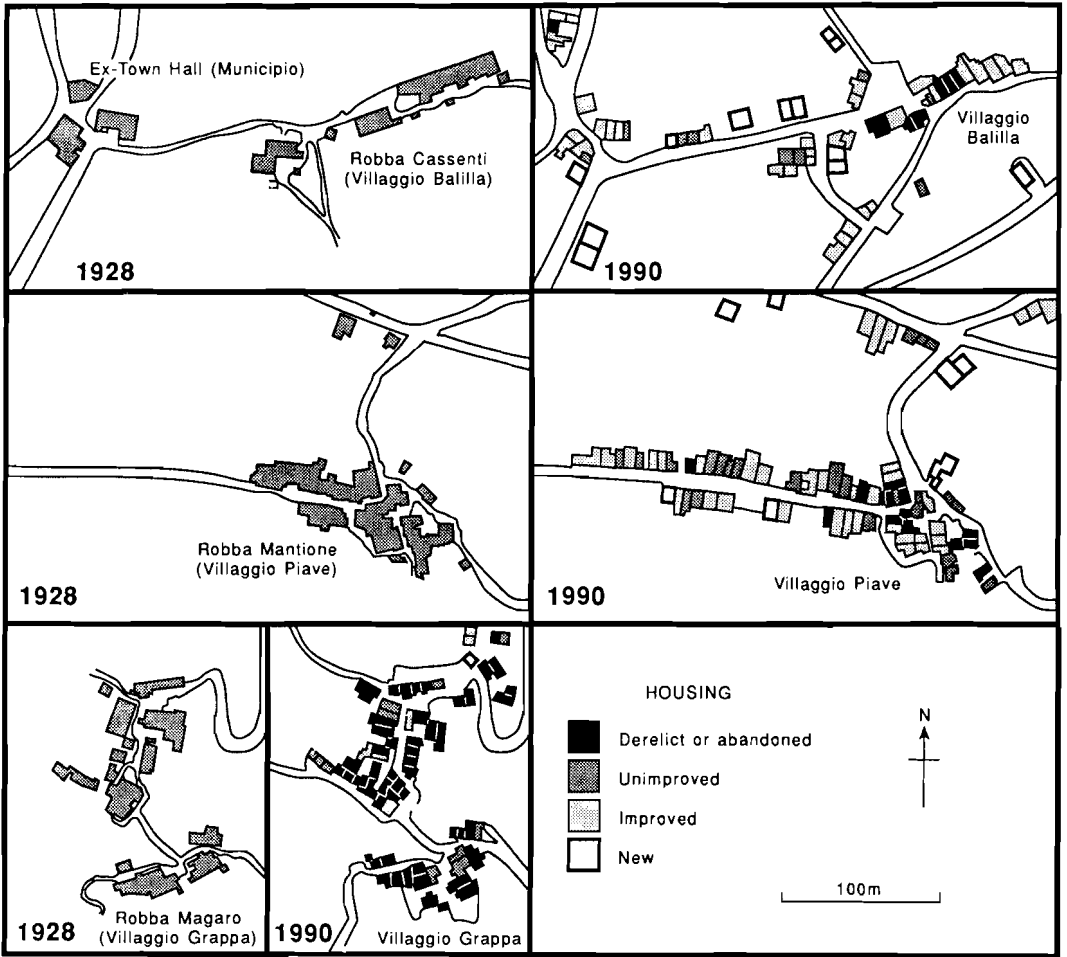 Ex-Town Hall (Municipio)
Robba Cassenti
(Villaggio Balilla)
1928
Villaggio
Balilla
1990
Robba Mantione
(Villaggio Piave)
1928
Villaggio Piave
1990
Robba Magaro
(Villaggio Grappa)
1928
1990
Villaggio Grappa
HOUSING
Derelict or abandoned
Unimproved
Improved
New
N
100m